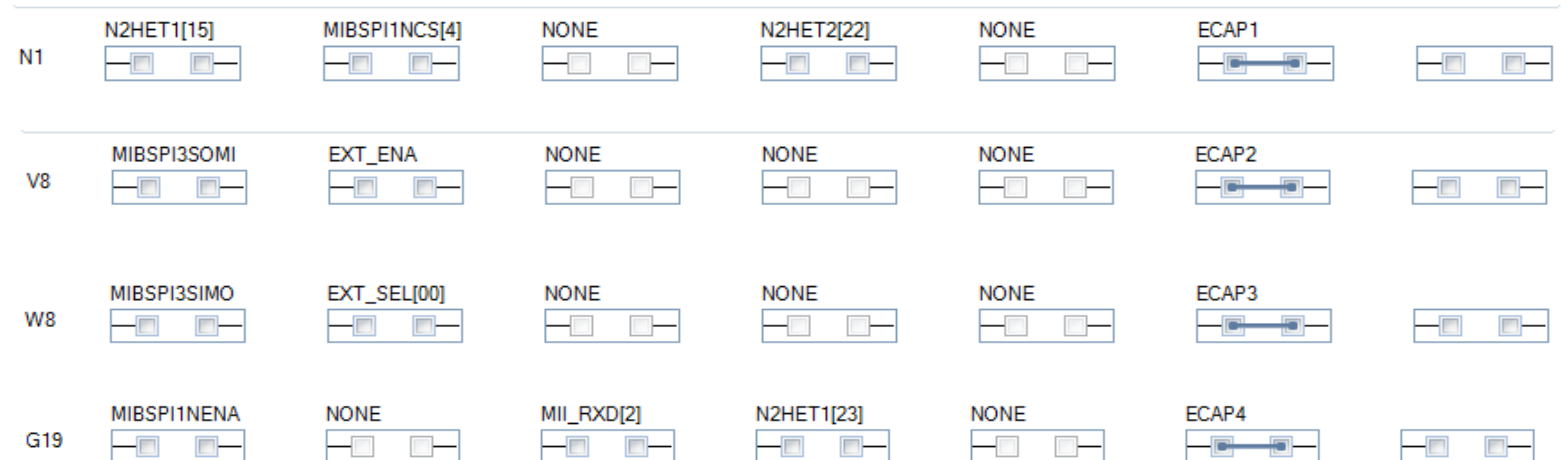 N2HET1[15] MIBSPI1NCS[4] NONE N2HET2[22] NONE ECAP1
N1
MIBSPI3SOMI EXT_ENA NONE NONE NONE ECAP2
V8
MIBSPI3SIMO EXT_SEL[00] NONE NONE NONE ECAP3
W8
MIBSPI1NENA NONE MII_RXD[2] N2HET1[23] NONE ECAP4
G19